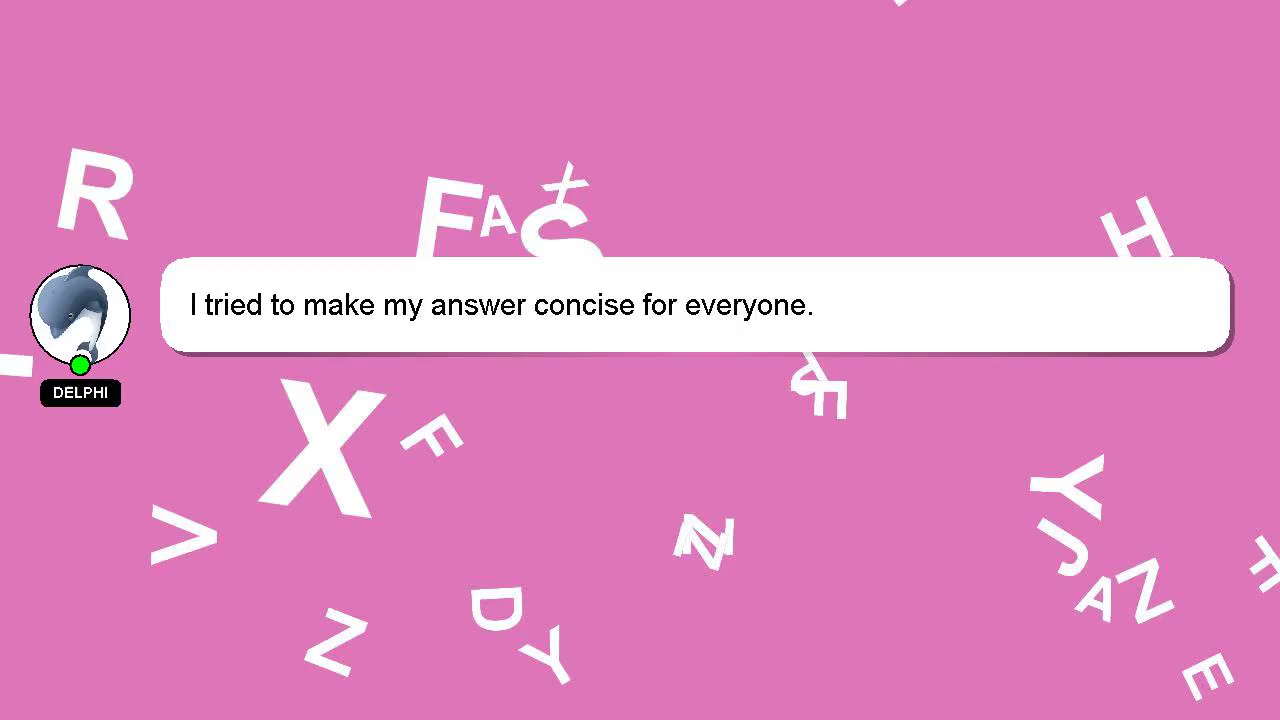 I tried to make my answer concise for everyone.
DELPHI
R
F
A
X
S
H
R
F
X
F
Y
V
J
N
Z
A
Z
F
D
Z
Y
E